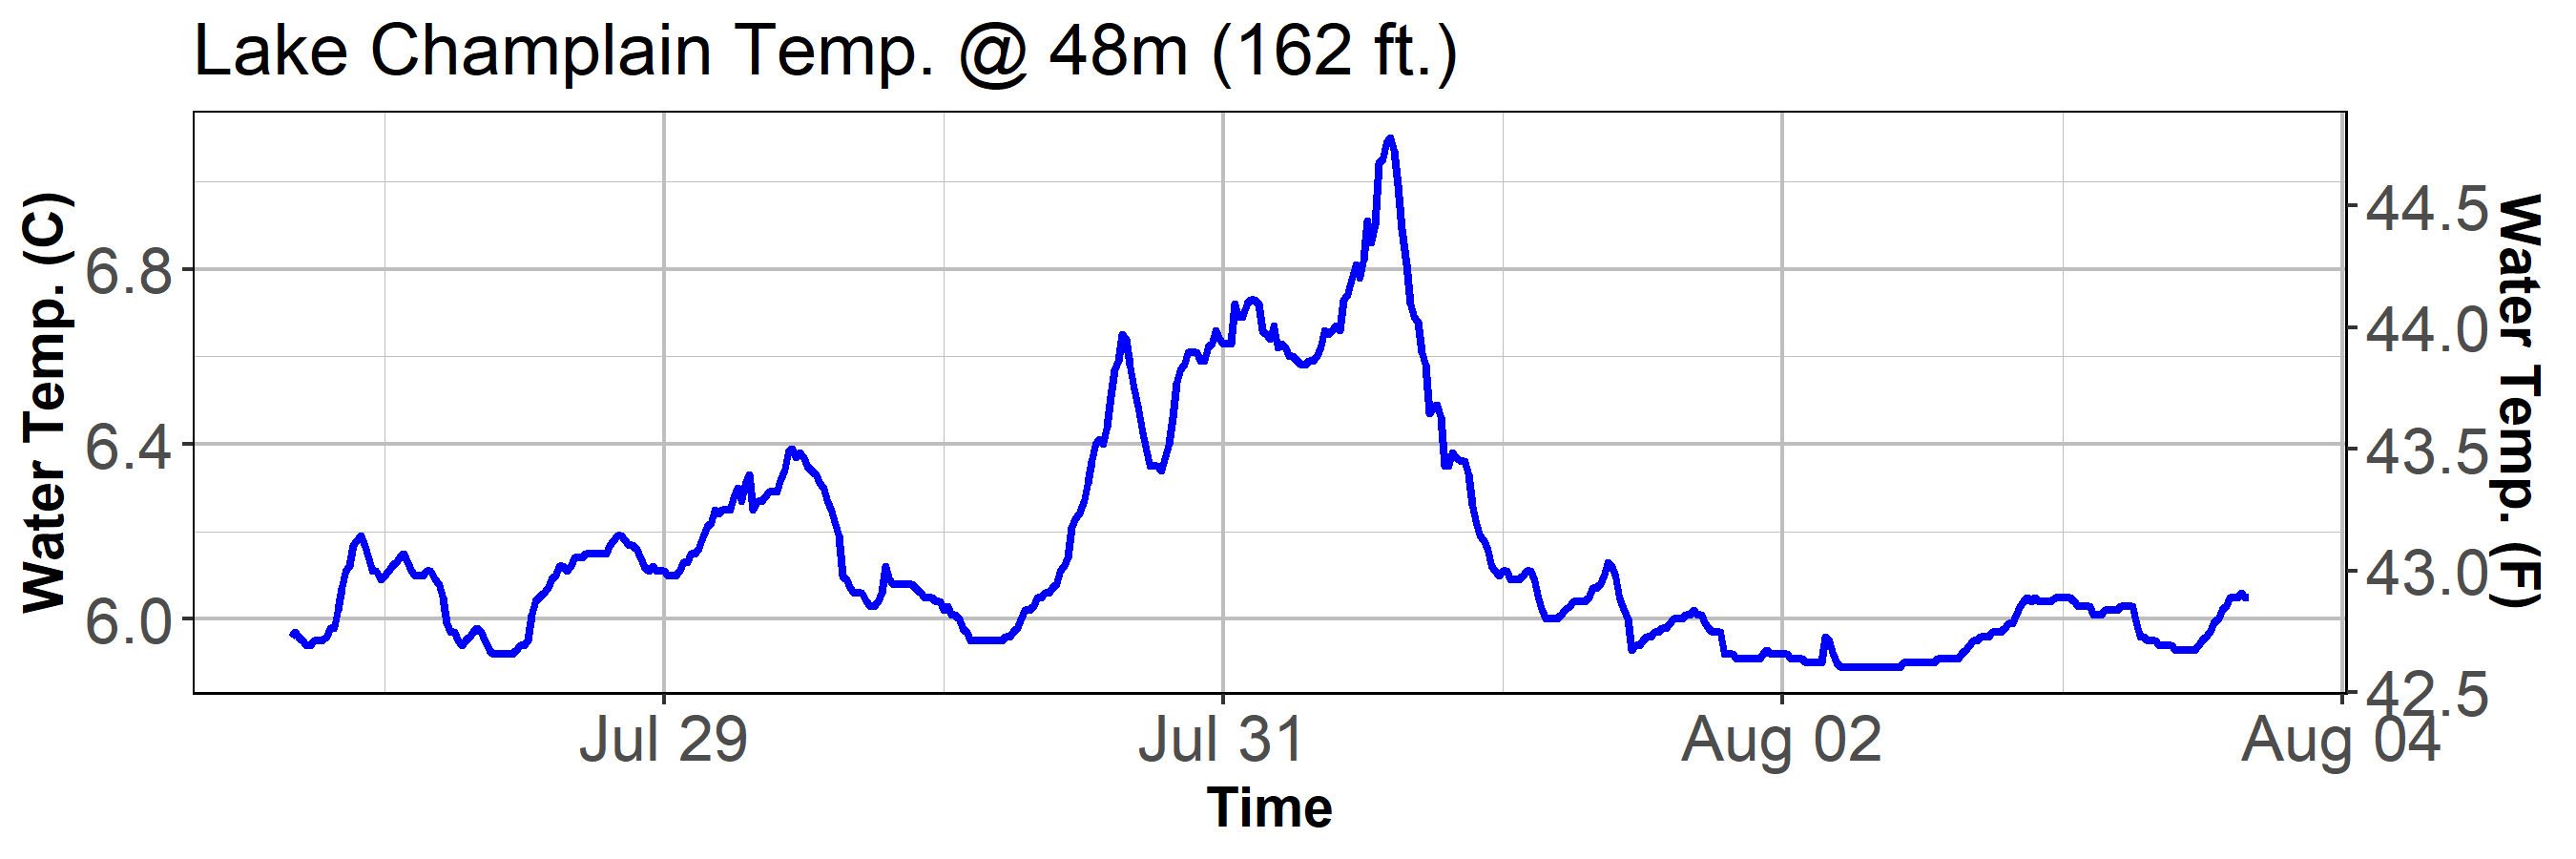 Lake Champlain Temp. @ 48m (162 ft.)
Water Temp. (C)
6.8
6.4
6.0
44.5
44.0
43.5
43.0
42.5
Water Temp. (F)
Jul 29
Jul 31
Aug 02
Aug 04
Time